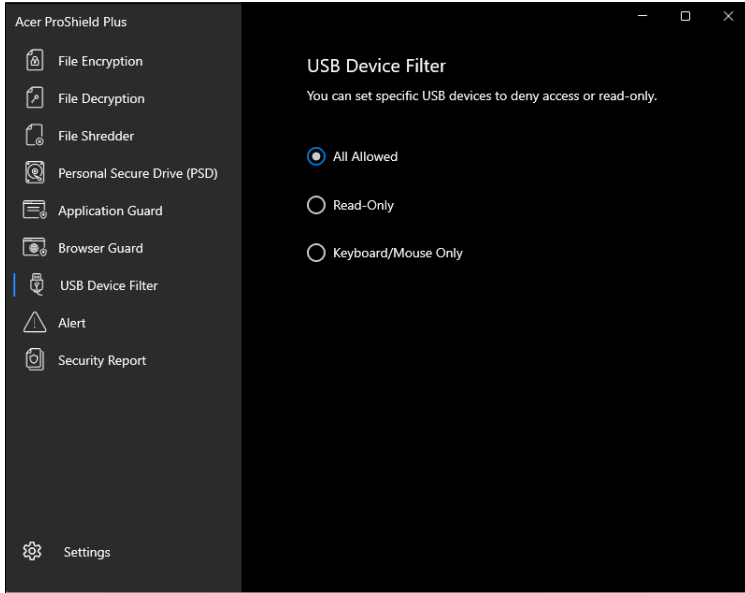 Acer ProShield Plus
File Encryption
File Decryption
File Shredder
Personal Secure Drive (PSD)
Application Guard
Browser Guard
USB Device Filter
Alert
Security Report
Settings
USB Device Filter
You can set specific USB devices to deny access or read-only.
All Allowed
Read-Only
Keyboard/Mouse Only